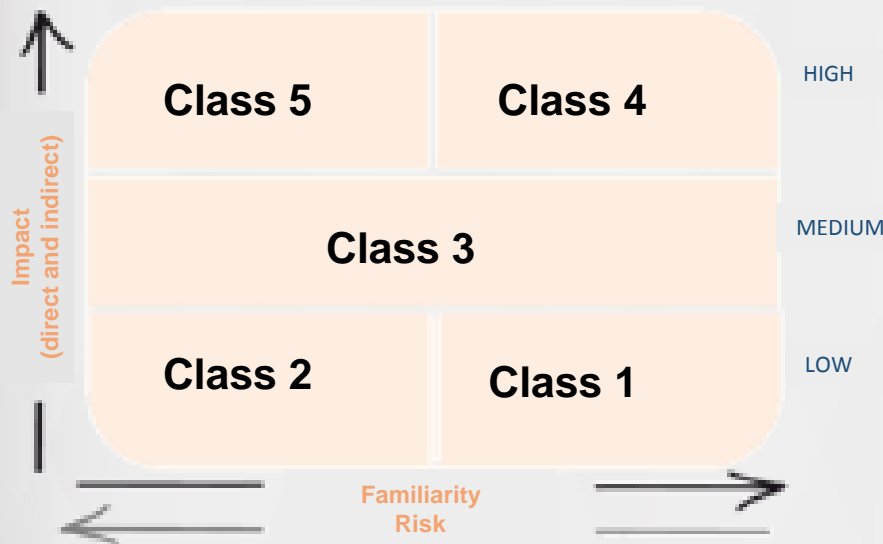 Class 5
Class 4
HIGH
Impact
(direct and indirect)
Class 3
MEDIUM
Class 2
Class 1
LOW
Familiarity
Risk